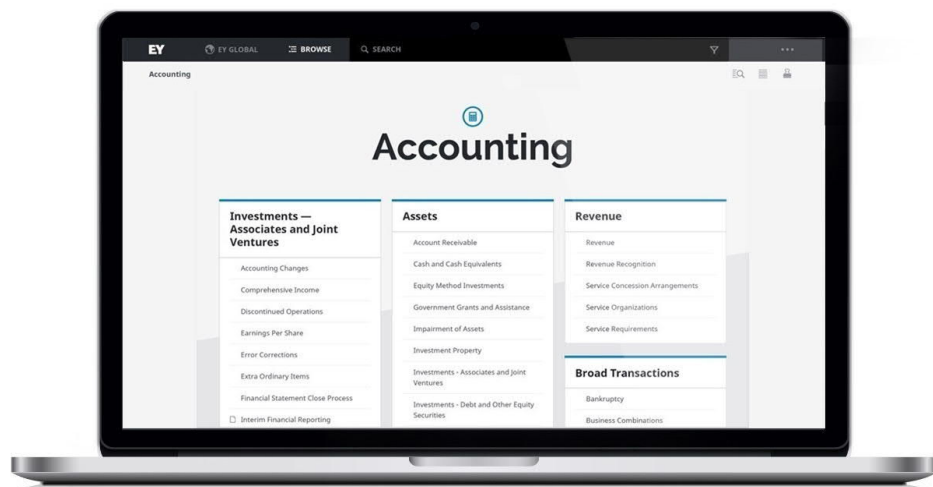 EY
EY GLOBAL
BROWSE
SEARCH
Accounting
Accounting
Investments —
Associates and Joint
Ventures
Accounting Changes
Comprehensive Income
Discontinued Operations
Earnings Per Share
Error Corrections
Extra Ordinary Items
Financial Statement Close Process
Interim Financial Reporting
Assets
Account Receivable
Cash and Cash Equivalents
Equity Method Investments
Government Grants and Assistance
Impairment of Assets
Investment Property
Investments - Associates and Joint
Ventures
Investments - Debt and Other Equity
Securities
Revenue
Revenue
Revenue Recognition
Service Concession Arrangements
Service Organizations
Service Requirements
Broad Transactions
Bankruptcy
Business Combinations